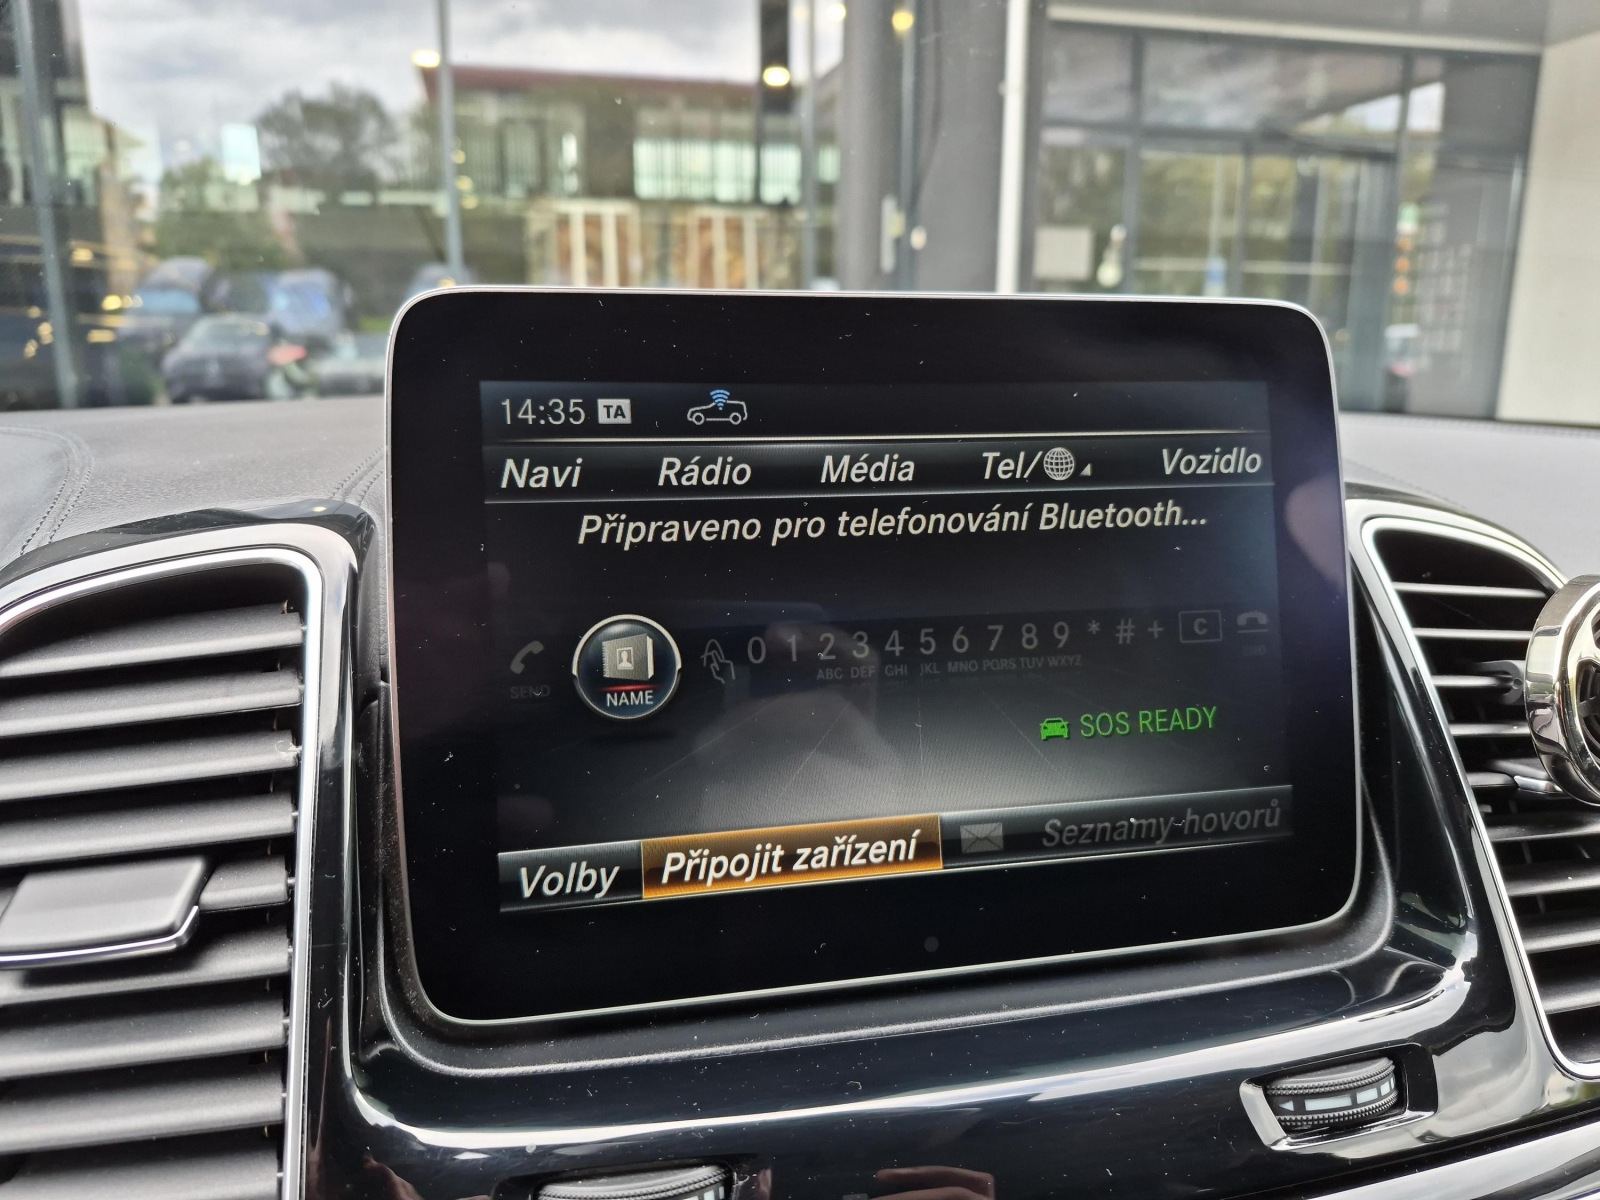 14:35 TA
Navi Rádio Média Tel/ Vozidlo
Připraveno pro telefonování Bluetooth...
SEND NAME 0 1 2 3 4 5 6 7 8 9 * # + C
ABC DEF GHI JKL MNO PQRS TUV WXYZ
SOS READY
Volby Připojit zařízení Seznamy hovorů